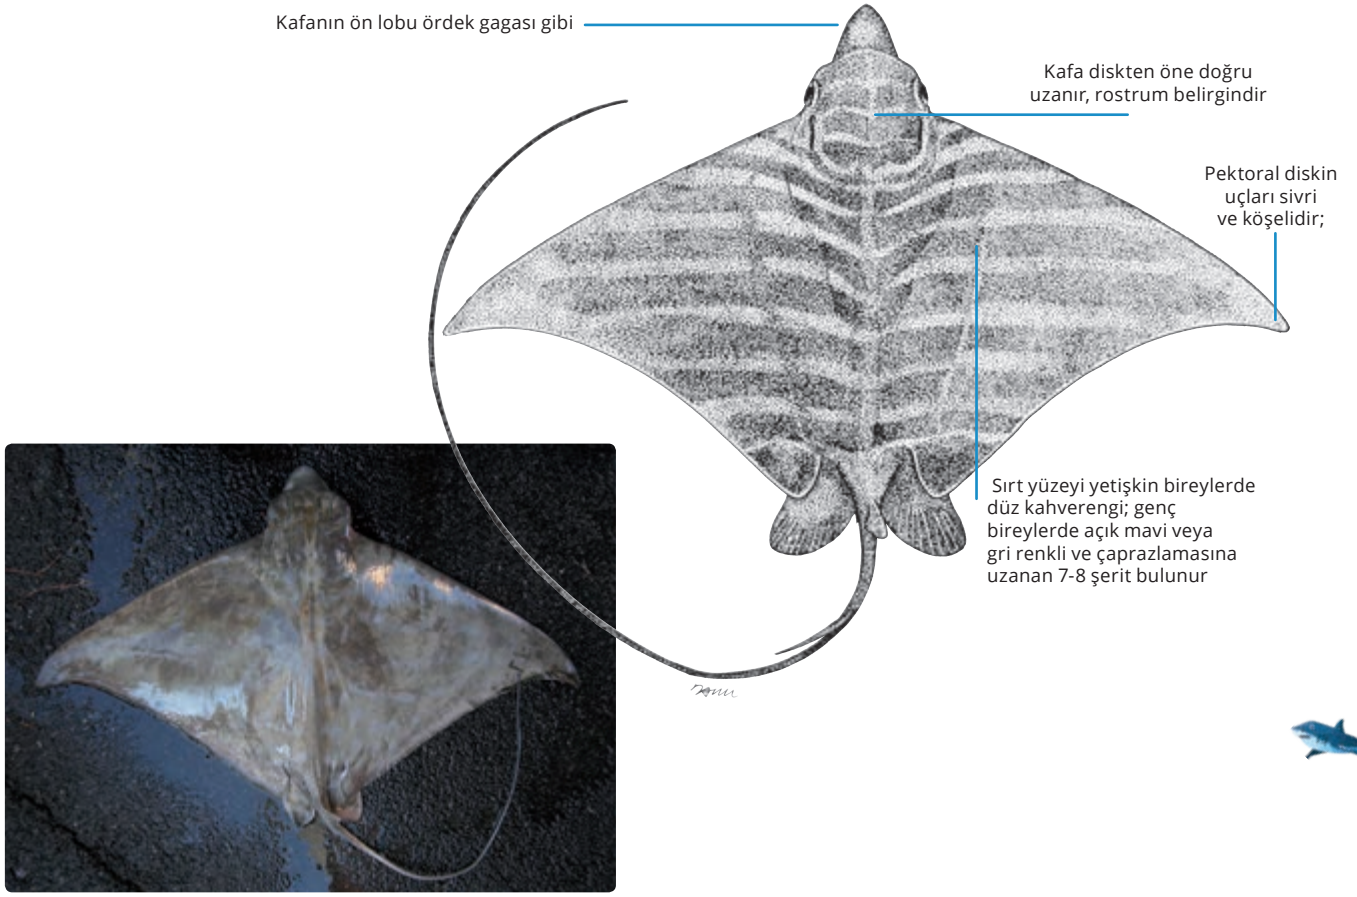 Kafanın ön lobu ördek gagası gibi
Kafa diskten öne doğru
uzanır, rostrum belirgindir
Pektoral diskin
uçları sivri
ve köşelidir;
Sırt yüzeyi yetişkin bireylerde
düz kahverengi; genç
bireylerde açık mavi veya
gri renkli ve çaprazlamasına
uzanan 7-8 şerit bulunur